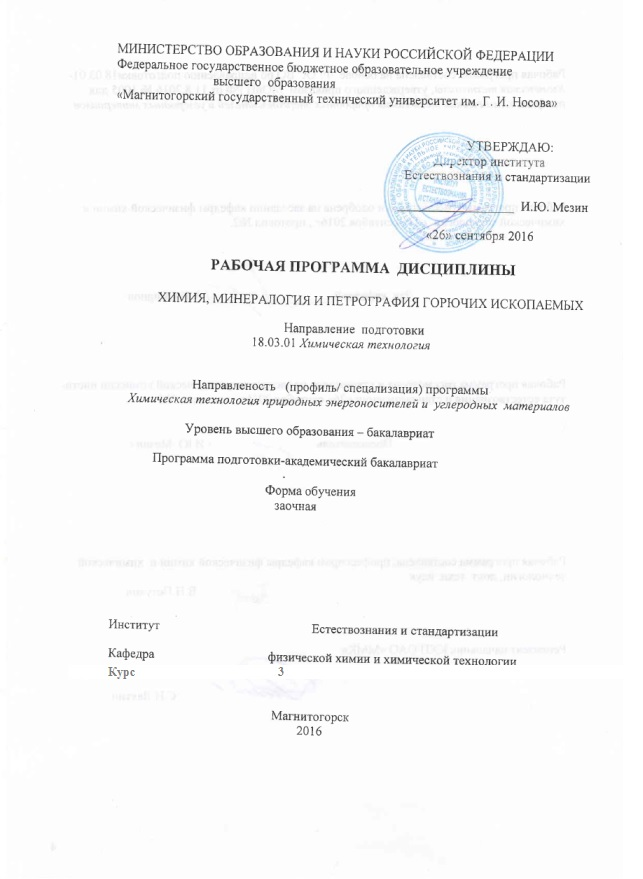 МИНИСТЕРСТВО ОБРАЗОВАНИЯ И НАУКИ РОССИЙСКОЙ ФЕДЕРАЦИИ
Федеральное государственное бюджетное образовательное учреждение
высшего образования
«Магнитогорский государственный технический университет им. Г. И. Носова»
УТВЕРЖДАЮ:
Директор института
Естествознания и стандартизации
И.Ю. Мезин
«26» сентября 2016
РАБОЧАЯ ПРОГРАММА ДИСЦИПЛИНЫ
ХИМИЯ, МИНЕРАЛОГИЯ И ПЕТРОГРАФИЯ ГОРЮЧИХ ИСКОПАЕМЫХ
Направление подготовки
18.03.01 Химическая технология
Направленость (профиль/ спецализация) программы
Химическая технология природных энергоносителей и углеродных материалов
Уровень высшего образования – бакалавриат
Программа подготовки-академический бакалавриат
.
Форма обучения
заочная
Институт Естествознания и стандартизации
Кафедра физической химии и химической технологии
Курс 3
Магнитогорск
2016